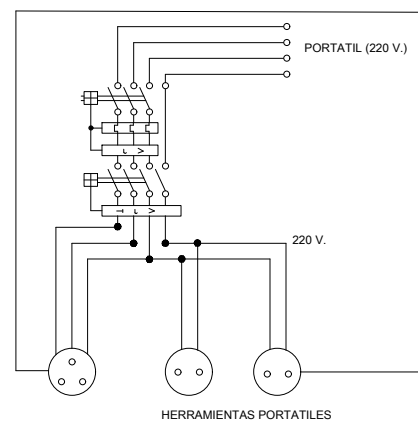 PORTATIL (220 V.)
220 V.
HERRAMIENTAS PORTATILES